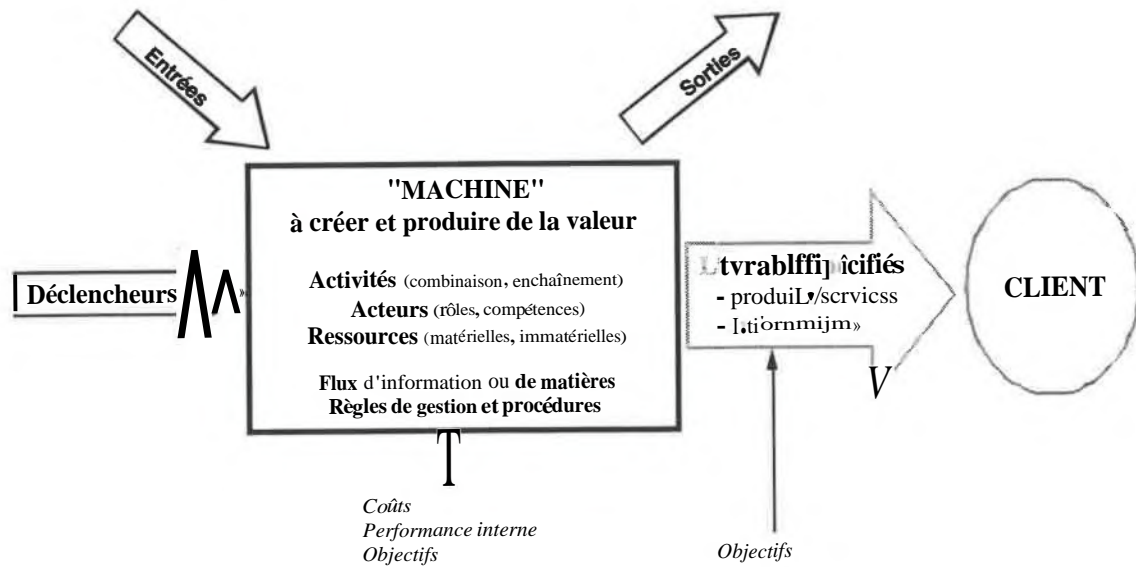 Entrées
Sorties
"MACHINE"
à créer et produire de la valeur
Activités (combinaison, enchaînement)
Acteurs (rôles, compétences)
Ressources (matérielles, immatérielles)
Flux d'information ou de matières
Règles de gestion et procédures
Déclencheurs
îcifiés
-
-
CLIENT
V
T
Coûts
Performance interne
Objectifs
Objectifs